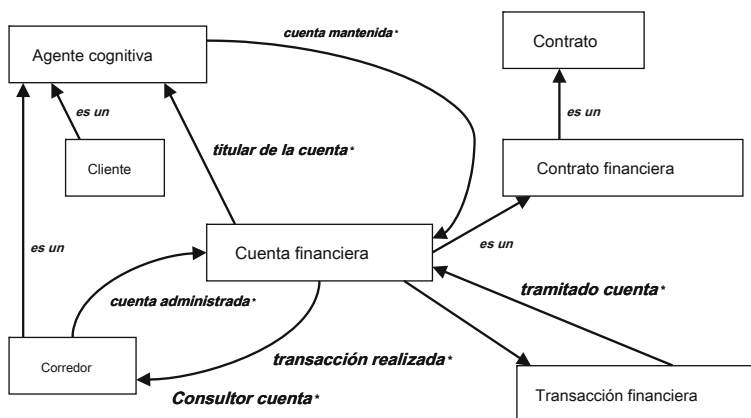 cuenta mantenida*
Agente cognitiva
Contrato
es un
es un
titular de la cuenta*
Cliente
Contrato financiera
es un
Cuenta financiera
es un
cuenta administrada*
tramitado cuenta*
Corredor
transacción realizada*
Consultor cuenta*
Transacción financiera